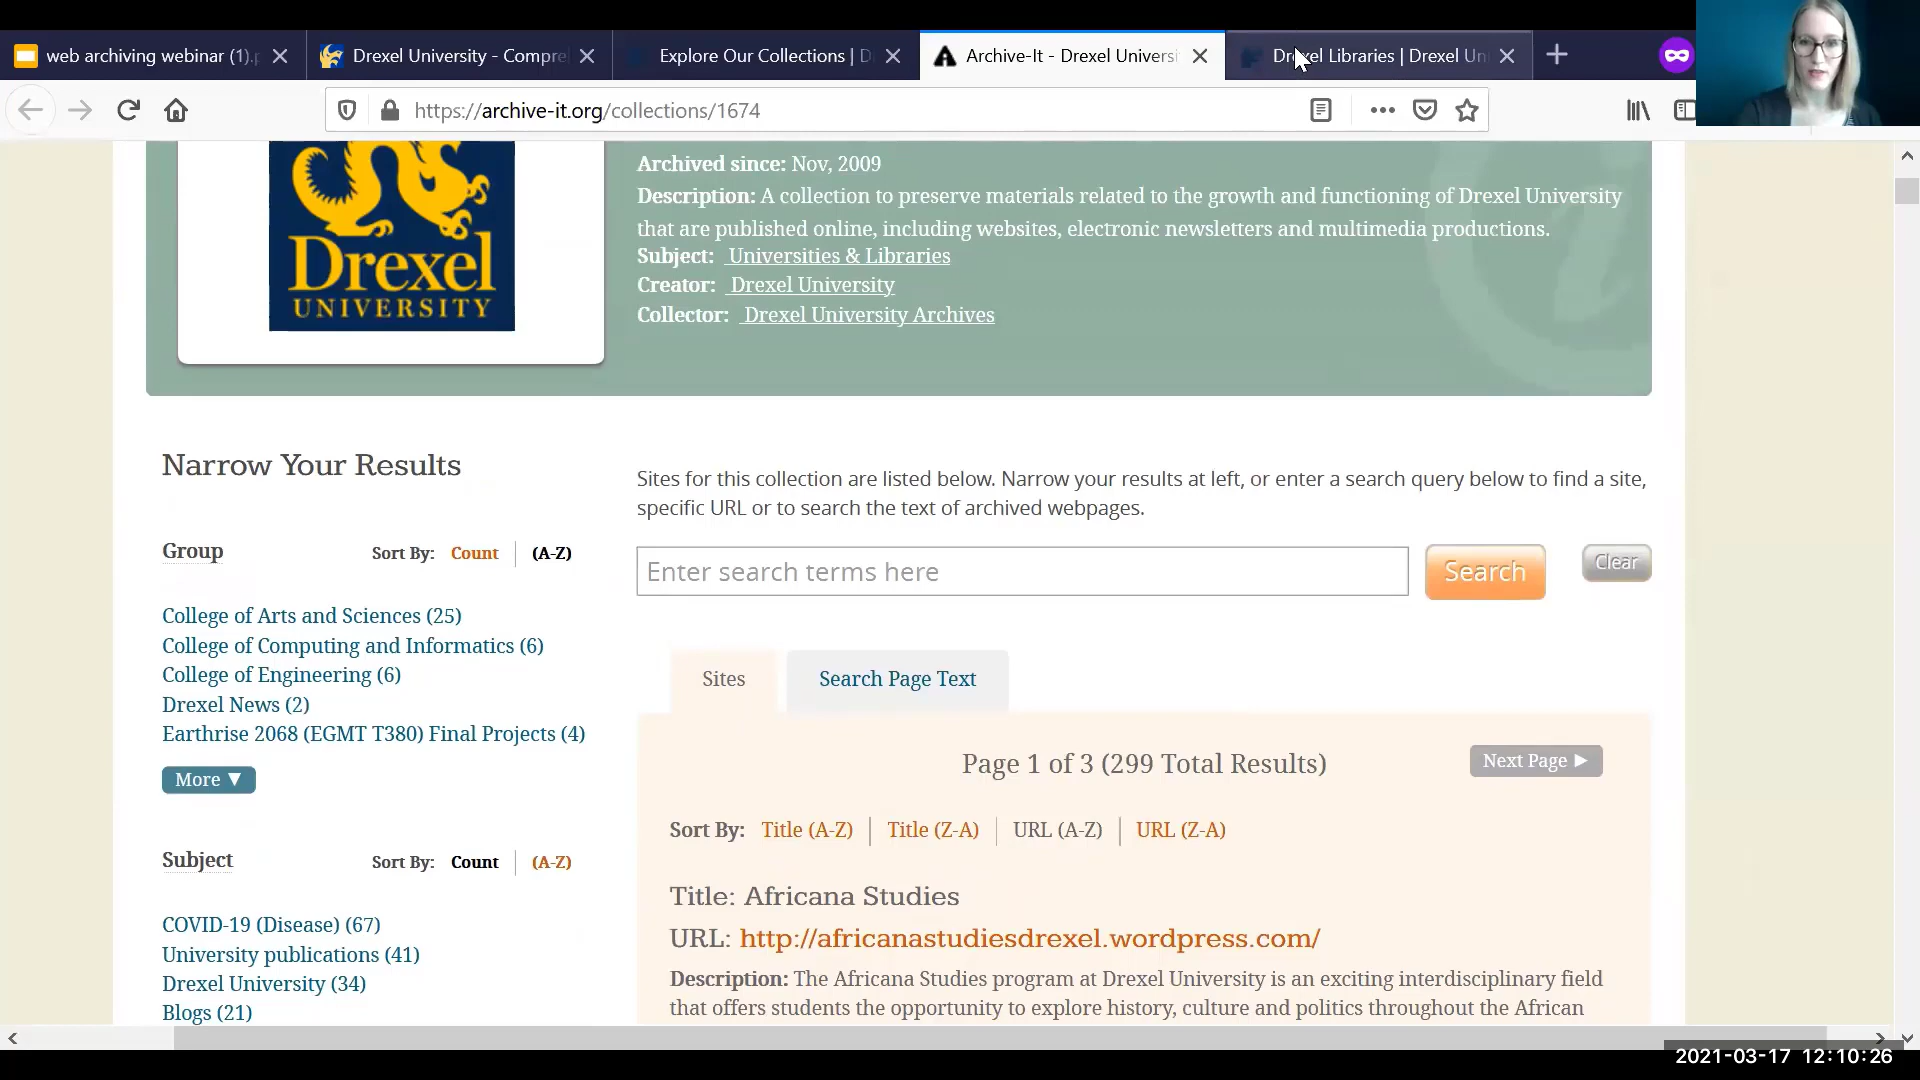 web archiving webinar (1).p
Drexel University - Compre
Explore Our Collections | D
Archive-It - Drexel Universi
Drexel Libraries | Drexel Un
https://archive-it.org/collections/1674
Archived since: Nov, 2009
Description: A collection to preserve materials related to the growth and functioning of Drexel University
that are published online, including websites, electronic newsletters and multimedia productions.
Subject: Universities & Libraries
Creator: Drexel University
Collector: Drexel University Archives
Drexel
UNIVERSITY
Narrow Your Results
Group Sort By: Count (A-Z)
College of Arts and Sciences (25)
College of Computing and Informatics (6)
College of Engineering (6)
Drexel News (2)
Earthrise 2068 (EGMT T380) Final Projects (4)
More ▼
Subject Sort By: Count (A-Z)
COVID-19 (Disease) (67)
University publications (41)
Drexel University (34)
Blogs (21)
Sites for this collection are listed below. Narrow your results at left, or enter a search query below to find a site,
specific URL or to search the text of archived webpages.
Enter search terms here Search Clear
Sites Search Page Text
Page 1 of 3 (299 Total Results) Next Page ▶
Sort By: Title (A-Z) Title (Z-A) URL (A-Z) URL (Z-A)
Title: Africana Studies
URL: http://africanastudiesdrexel.wordpress.com/
Description: The Africana Studies program at Drexel University is an exciting interdisciplinary field
that offers students the opportunity to explore history, culture and politics throughout the African
2021-03-17 12:10:26